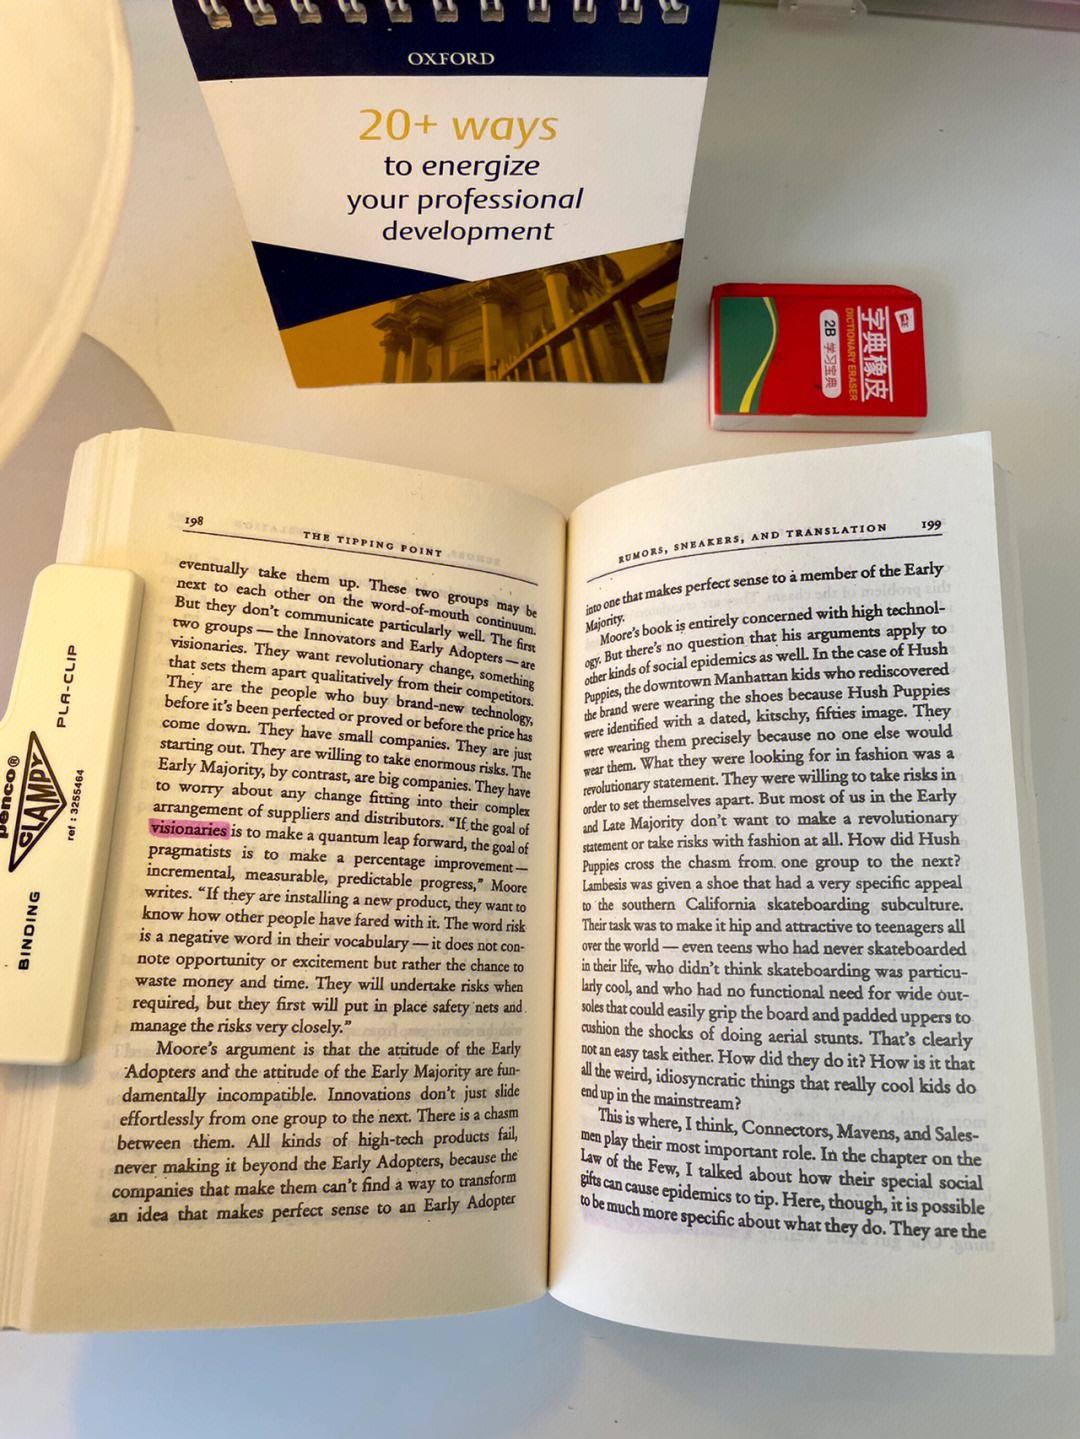 OXFORD
20+ ways
to energize
your professional
development
字典橡皮
DICTIONARY ERASER
2B 学习宝典
PLA-CLIP
penco®
CLAMPY
ref : 3255464
BINDING
198
THE TIPPING POINT
eventually take them up. These two groups may be
next to each other on the word-of-mouth continuum.
But they don't communicate particularly well. The first
two groups — the Innovators and Early Adopters — are
visionaries. They want revolutionary change, something
that sets them apart qualitatively from their competitors.
They are the people who buy brand-new technology,
before it's been perfected or proved or before the price has
come down. They have small companies. They are just
starting out. They are willing to take enormous risks. The
Early Majority, by contrast, are big companies. They have
to worry about any change fitting into their complex
arrangement of suppliers and distributors. "If the goal of
visionaries is to make a quantum leap forward, the goal of
pragmatists is to make a percentage improvement —
incremental, measurable, predictable progress," Moore
writes. "If they are installing a new product, they want to
know how other people have fared with it. The word risk
is a negative word in their vocabulary — it does not con-
note opportunity or excitement but rather the chance to
waste money and time. They will undertake risks when
required, but they first will put in place safety nets and
manage the risks very closely."
Moore's argument is that the attitude of the Early
Adopters and the attitude of the Early Majority are fun-
damentally incompatible. Innovations don't just slide
effortlessly from one group to the next. There is a chasm
between them. All kinds of high-tech products fail,
never making it beyond the Early Adopters, because the
companies that make them can't find a way to transform
an idea that makes perfect sense to an Early Adopter
RUMORS, SNEAKERS, AND TRANSLATION
199
into one that makes perfect sense to a member of the Early
Majority.
Moore's book is entirely concerned with high technol-
ogy. But there's no question that his arguments apply to
other kinds of social epidemics as well. In the case of Hush
Puppies, the downtown Manhattan kids who rediscovered
the brand were wearing the shoes because Hush Puppies
were identified with a dated, kitschy, fifties image. They
were wearing them precisely because no one else would
wear them. What they were looking for in fashion was a
revolutionary statement. They were willing to take risks in
order to set themselves apart. But most of us in the Early
and Late Majority don't want to make a revolutionary
statement or take risks with fashion at all. How did Hush
Puppies cross the chasm from one group to the next?
Lambesis was given a shoe that had a very specific appeal
to the southern California skateboarding subculture.
Their task was to make it hip and attractive to teenagers all
over the world — even teens who had never skateboarded
in their life, who didn't think skateboarding was particu-
larly cool, and who had no functional need for wide out-
soles that could easily grip the board and padded uppers to
cushion the shocks of doing aerial stunts. That's clearly
not an easy task either. How did they do it? How is it that
all the weird, idiosyncratic things that really cool kids do
end up in the mainstream?
This is where, I think, Connectors, Mavens, and Sales-
men play their most important role. In the chapter on the
Law of the Few, I talked about how their special social
gifts can cause epidemics to tip. Here, though, it is possible
to be much more specific about what they do. They are the